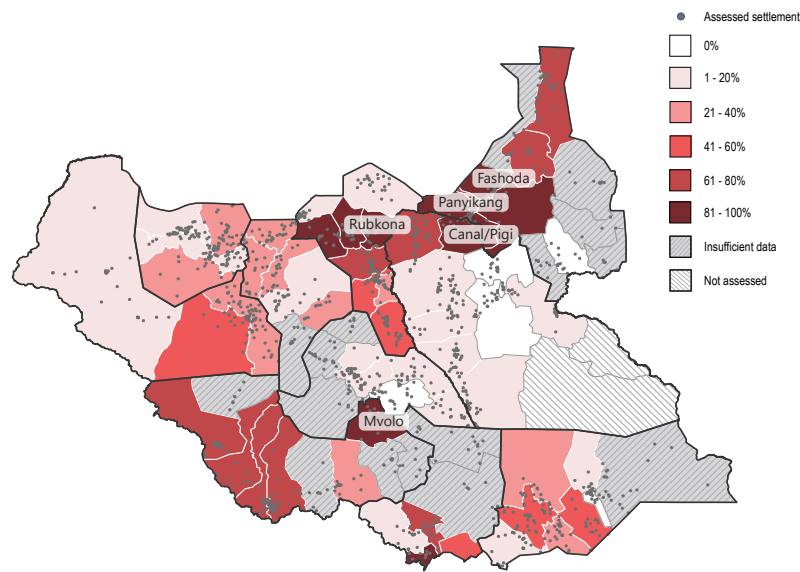 Assessed settlement
0%
1 - 20%
21 - 40%
41 - 60%
61 - 80%
81 - 100%
Insufficient data
Not assessed
Fashoda
Panyikang
Rubkona
Canal/Pigi
Mvolo